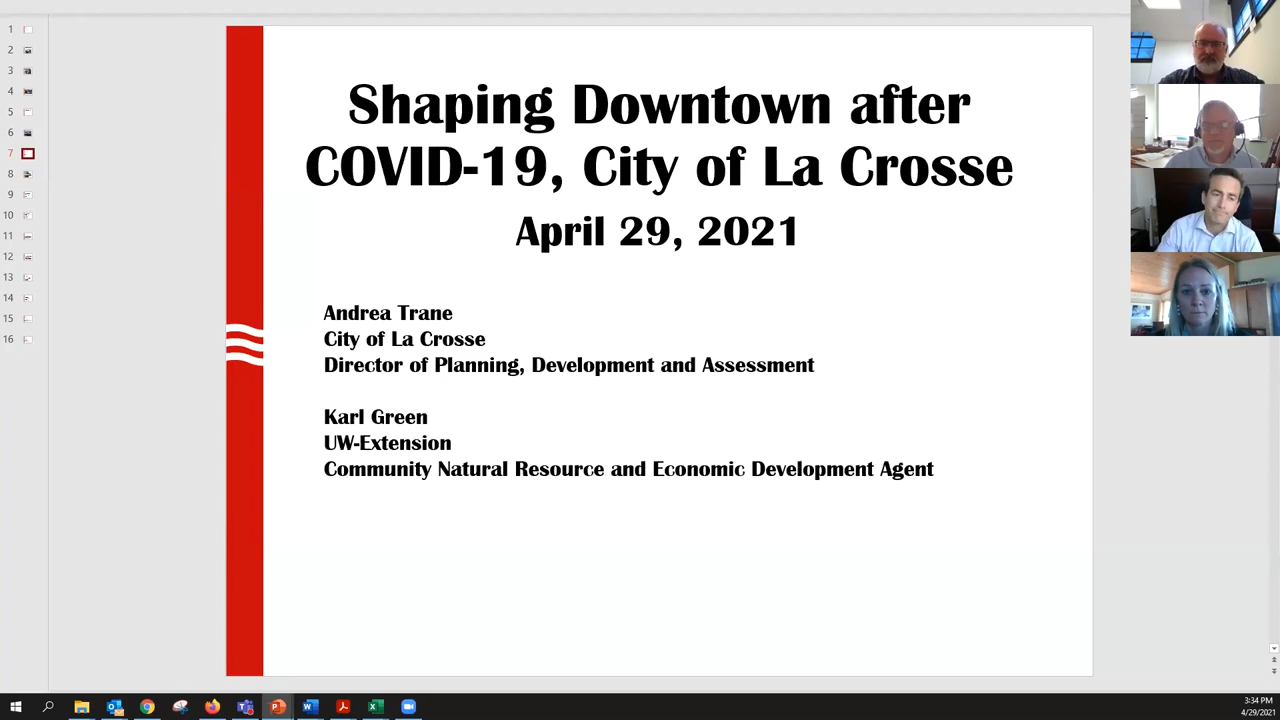 Shaping Downtown after
COVID-19, City of La Crosse
April 29, 2021
Andrea Trane
City of La Crosse
Director of Planning, Development and Assessment
Karl Green
UW-Extension
Community Natural Resource and Economic Development Agent
1
2
3
4
5
6
7
8
9
10
11
12
13
14
15
16
3:34 PM
4/29/2021